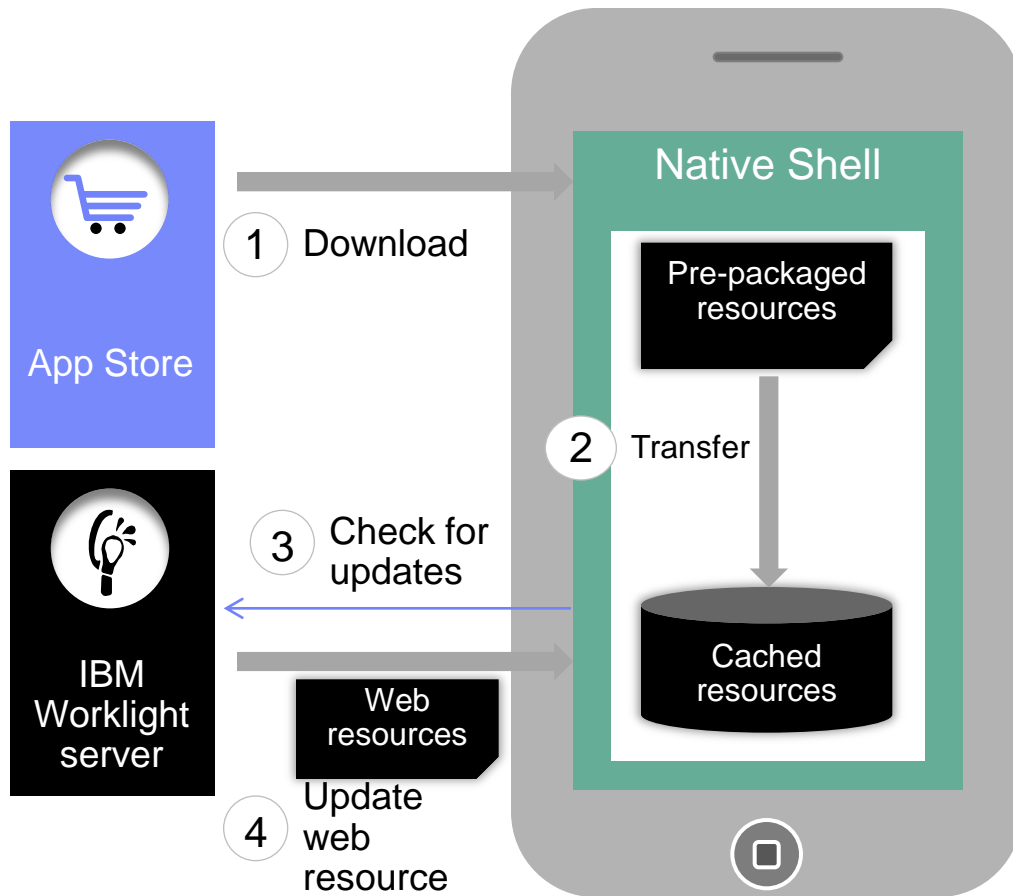 Native Shell
Pre-packaged
resources
App Store
1
Download
2
Transfer
3
Check for
updates
IBM
Worklight
server
Cached
resources
Web
resources
4
Update
web
resource